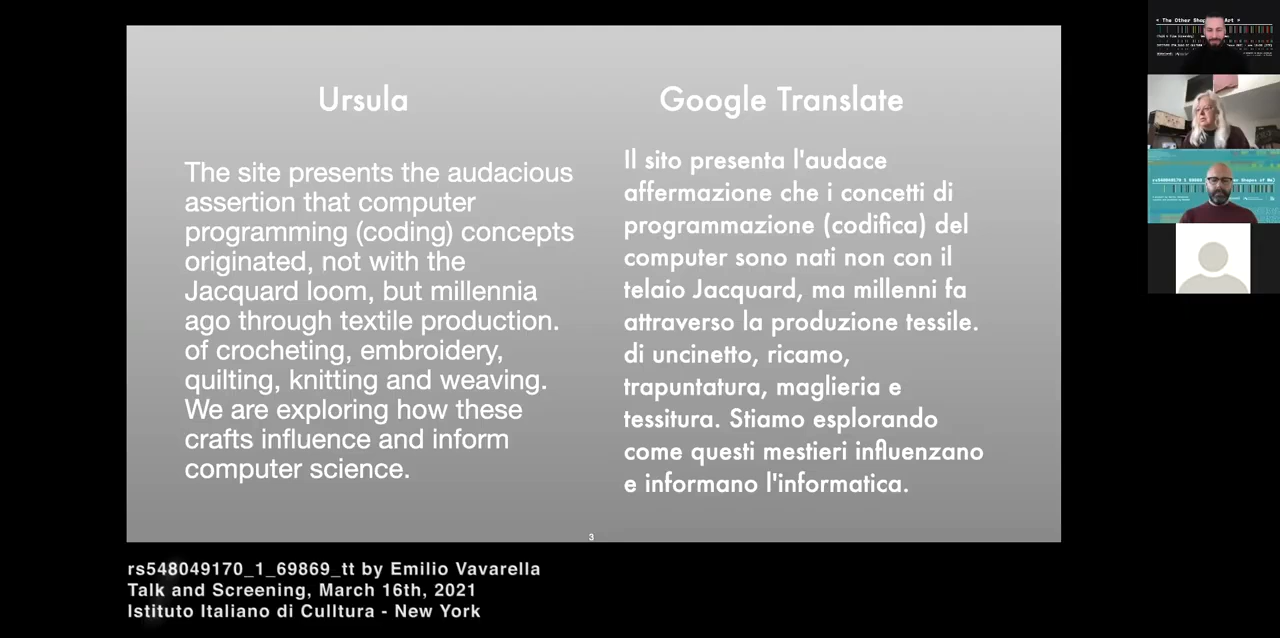 Ursula
The site presents the audacious
assertion that computer
programming (coding) concepts
originated, not with the
Jacquard loom, but millennia
ago through textile production.
of crocheting, embroidery,
quilting, knitting and weaving.
We are exploring how these
crafts influence and inform
computer science.
Google Translate
Il sito presenta l'audace
affermazione che i concetti di
programmazione (codifica) del
computer sono nati non con il
telaio Jacquard, ma millenni fa
attraverso la produzione tessile.
di uncinetto, ricamo,
trapuntatura, maglieria e
tessitura. Stiamo esplorando
come questi mestieri influenzano
e informano l'informatica.
3
rs548049170_1_69869_tt by Emilio Vavarella
Talk and Screening, March 16th, 2021
Istituto Italiano di Cullura - New York
< The Other Shap Art >